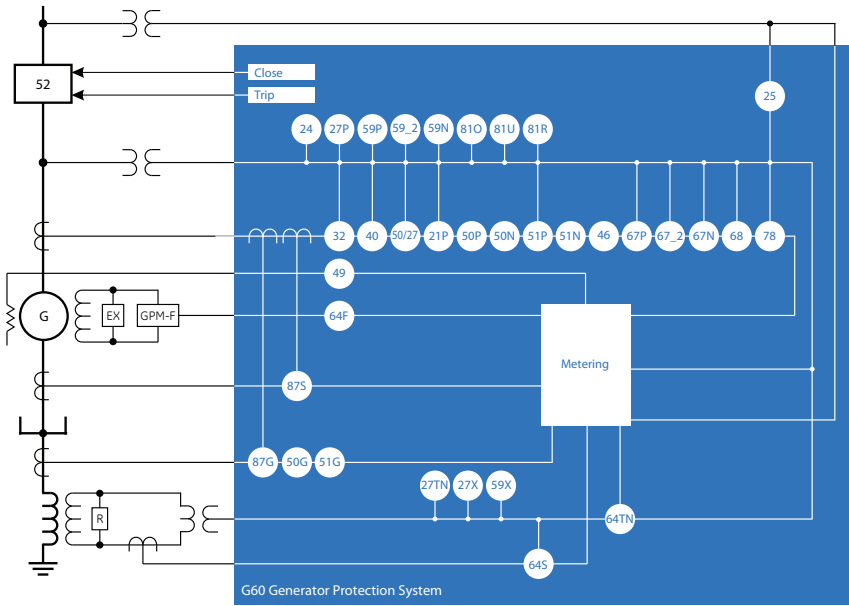 52
Close
Trip
25
24
27P
59P
59_2
59N
81O
81U
81R
32
40
50/27
21P
50P
50N
51P
51N
46
67P
67_2
67N
68
78
49
G
EX
GPM-F
64F
Metering
87S
87G
50G
51G
27TN
27X
59X
R
64TN
64S
G60 Generator Protection System